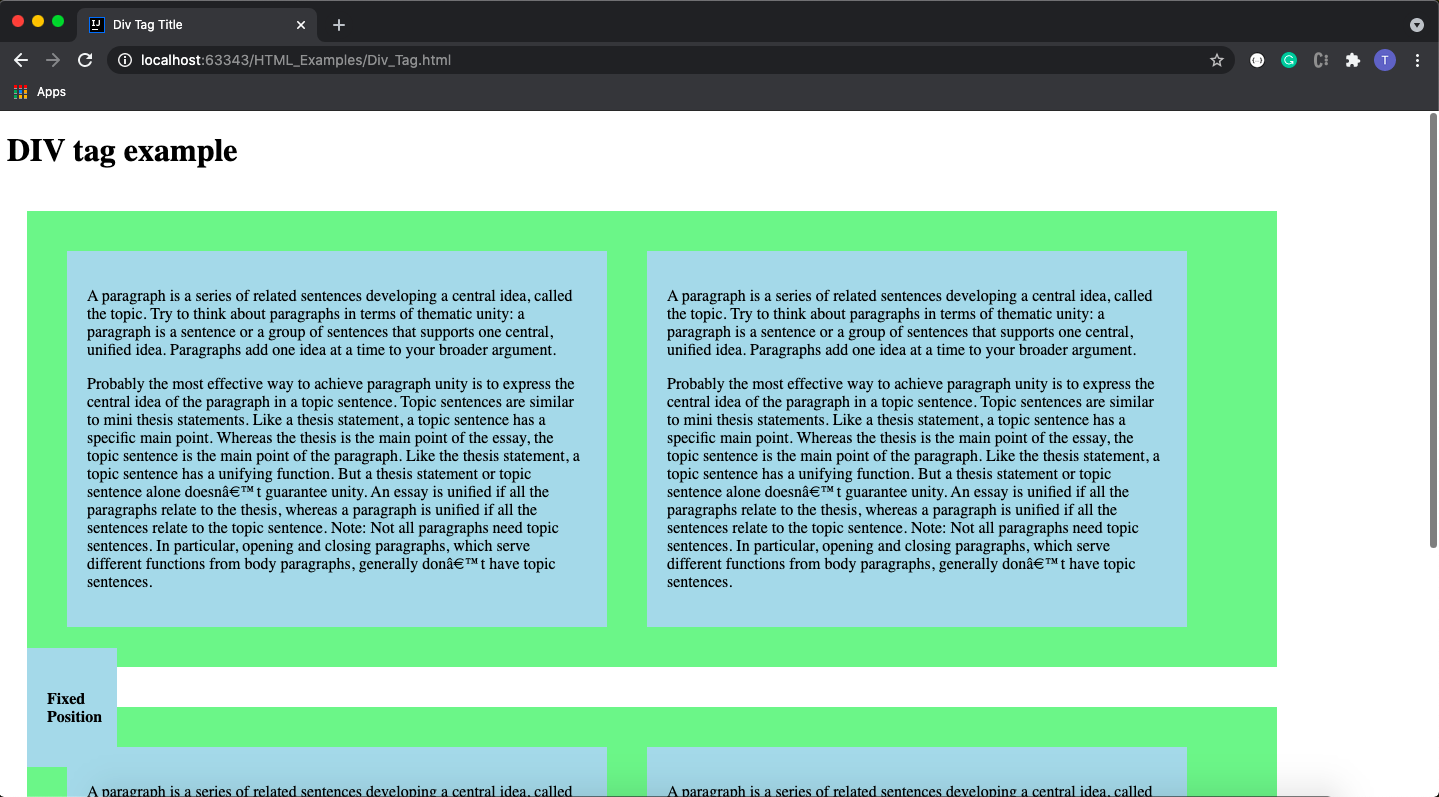 Div Tag Title
localhost:63343/HTML_Examples/Div_Tag.html
T
Apps
DIV tag example
A paragraph is a series of related sentences developing a central idea, called
the topic. Try to think about paragraphs in terms of thematic unity: a
paragraph is a sentence or a group of sentences that supports one central,
unified idea. Paragraphs add one idea at a time to your broader argument.
Probably the most effective way to achieve paragraph unity is to express the
central idea of the paragraph in a topic sentence. Topic sentences are similar
to mini thesis statements. Like a thesis statement, a topic sentence has a
specific main point. Whereas the thesis is the main point of the essay, the
topic sentence is the main point of the paragraph. Like the thesis statement, a
topic sentence has a unifying function. But a thesis statement or topic
sentence alone doesnâ€™t guarantee unity. An essay is unified if all the
paragraphs relate to the thesis, whereas a paragraph is unified if all the
sentences relate to the topic sentence. Note: Not all paragraphs need topic
sentences. In particular, opening and closing paragraphs, which serve
different functions from body paragraphs, generally donâ€™t have topic
sentences.
A paragraph is a series of related sentences developing a central idea, called
the topic. Try to think about paragraphs in terms of thematic unity: a
paragraph is a sentence or a group of sentences that supports one central,
unified idea. Paragraphs add one idea at a time to your broader argument.
Probably the most effective way to achieve paragraph unity is to express the
central idea of the paragraph in a topic sentence. Topic sentences are similar
to mini thesis statements. Like a thesis statement, a topic sentence has a
specific main point. Whereas the thesis is the main point of the essay, the
topic sentence is the main point of the paragraph. Like the thesis statement, a
topic sentence has a unifying function. But a thesis statement or topic
sentence alone doesnâ€™t guarantee unity. An essay is unified if all the
paragraphs relate to the thesis, whereas a paragraph is unified if all the
sentences relate to the topic sentence. Note: Not all paragraphs need topic
sentences. In particular, opening and closing paragraphs, which serve
different functions from body paragraphs, generally donâ€™t have topic
sentences.
Fixed
Position
A paragraph is a series of related sentences developing a central idea, called
A paragraph is a series of related sentences developing a central idea, called